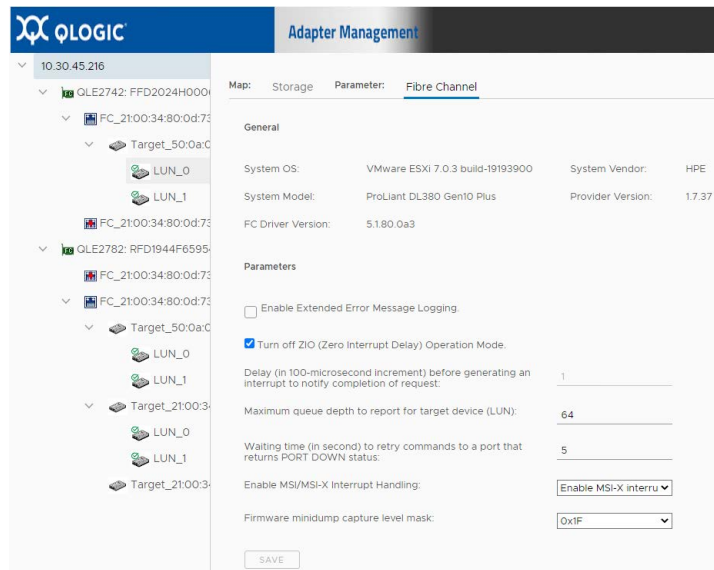 QLOGIC
Adapter Management
10.30.45.216
QLE2742: FFD2024H000
FC_21:00:34:80:0d:73
Target_50:0a:0
LUN_0
LUN_1
FC_21:00:34:80:0d:73
QLE2782: RFD1944F6595
FC_21:00:34:80:0d:73
FC_21:00:34:80:0d:73
Target_50:0a:0
LUN_0
LUN_1
Target_21:00:3
LUN_0
LUN_1
Target_21:00:3
Map: Storage Parameter: Fibre Channel
General
System OS: VMware ESXi 7.0.3 build-19193900 System Vendor: HPE
System Model: ProLiant DL380 Gen10 Plus Provider Version: 1.7.37
FC Driver Version: 5.1.80.0a3
Parameters
Enable Extended Error Message Logging.
Turn off ZIO (Zero Interrupt Delay) Operation Mode.
Delay (in 100-microsecond increment) before generating an
interrupt to notify completion of request: 1
Maximum queue depth to report for target device (LUN): 64
Waiting time (in second) to retry commands to a port that
returns PORT DOWN status: 5
Enable MSI/MSI-X Interrupt Handling: Enable MSI-X interru
Firmware minidump capture level mask: 0x1F
SAVE